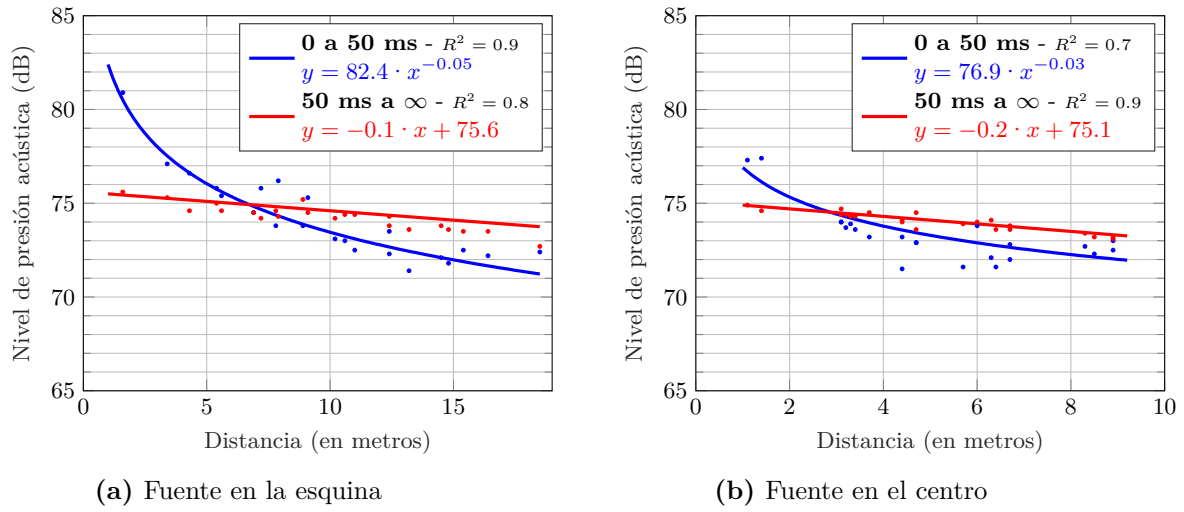 85
80
75
70
65
0
5
10
15
Nivel de presión acústica (dB)
Distancia (en metros)
0 a 50 ms - R² = 0.9
y = 82.4 · x^−0.05
50 ms a ∞ - R² = 0.8
y = −0.1 · x + 75.6
(a) Fuente en la esquina
85
80
75
70
65
0
2
4
6
8
10
Nivel de presión acústica (dB)
Distancia (en metros)
0 a 50 ms - R² = 0.7
y = 76.9 · x^−0.03
50 ms a ∞ - R² = 0.9
y = −0.2 · x + 75.1
(b) Fuente en el centro